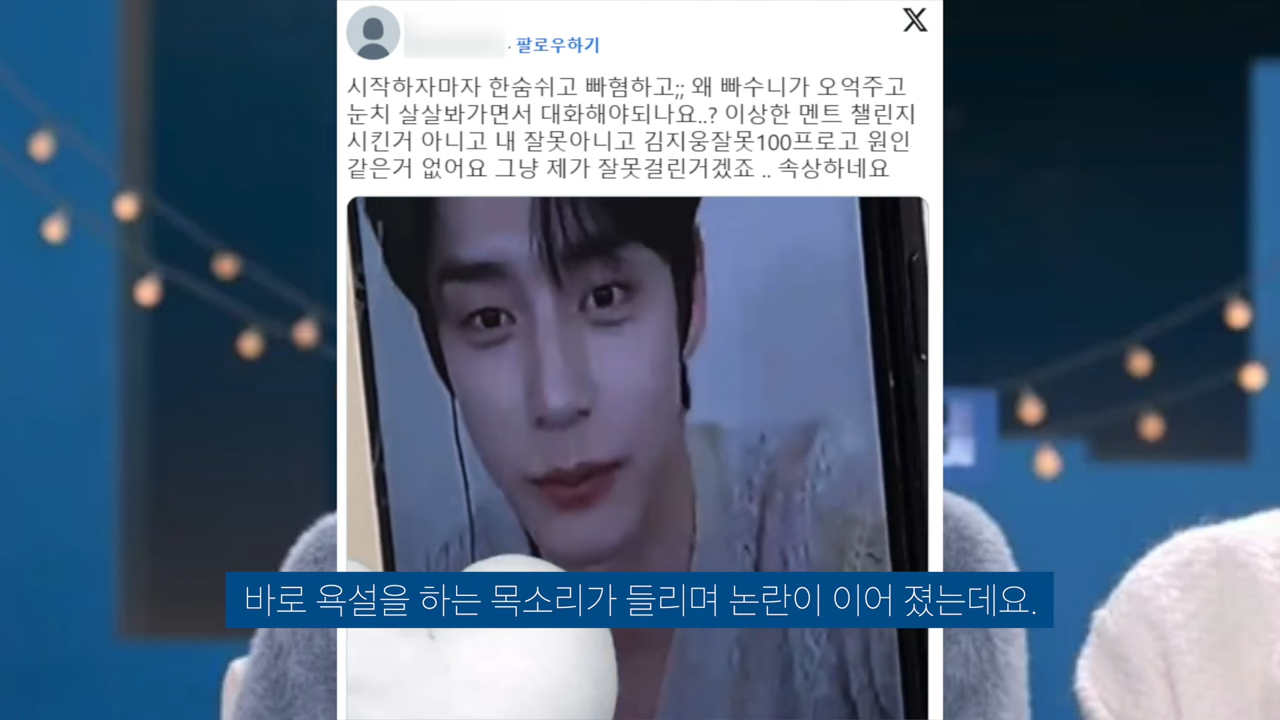 · 팔로우하기
시작하자마자 한숨쉬고 빠혐하고;; 왜 빠수니가 오억주고
눈치 살살봐가면서 대화해야되나요..? 이상한 멘트 챌린지
시킨거 아니고 내 잘못아니고 김지웅잘못100프로고 원인
같은거 없어요 그냥 제가 잘못걸린거겠죠 .. 속상하네요
바로 욕설을 하는 목소리가 들리며 논란이 이어 졌는데요.